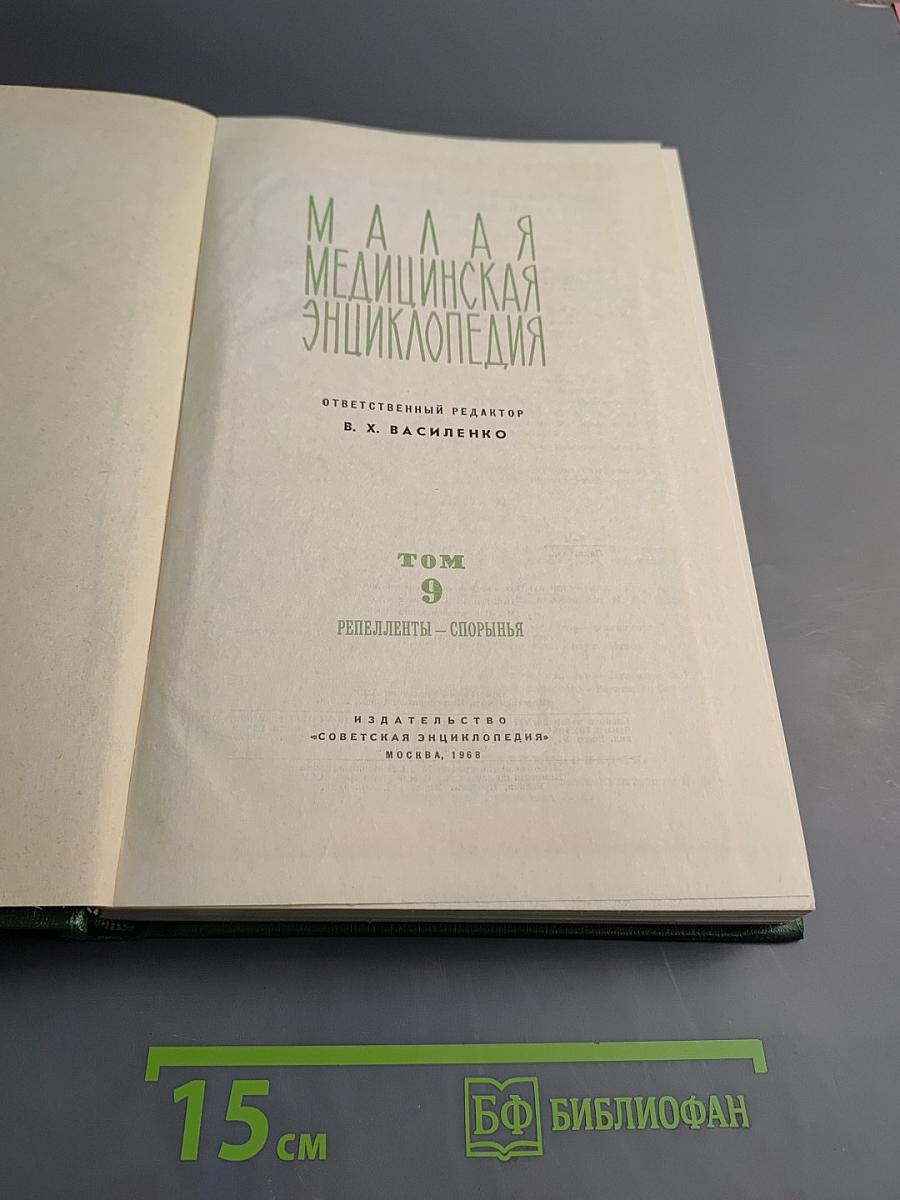 МАЛАЯ
МЕДИЦИНСКАЯ
ЭНЦИКЛОПЕДИЯ
ОТВЕТСТВЕННЫЙ РЕДАКТОР
В. Х. ВАСИЛЕНКО
ТОМ
9
РЕПЕЛЛЕНТЫ — СПОРЫНЬЯ
ИЗДАТЕЛЬСТВО
«СОВЕТСКАЯ ЭНЦИКЛОПЕДИЯ»
МОСКВА, 1968
15 см
БФ БИБЛИОФАН